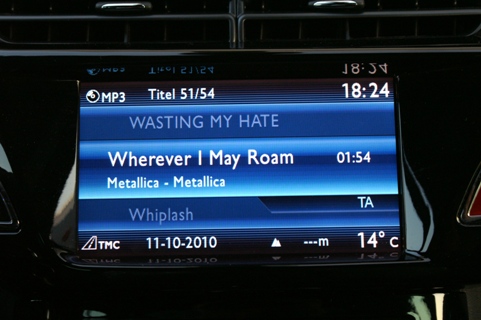 MP3 Titel 51/54 18:24
WASTING MY HATE
Wherever I May Roam 01:54
Metallica - Metallica
TA
Whiplash
TMC 11-10-2010 ---m 14° C